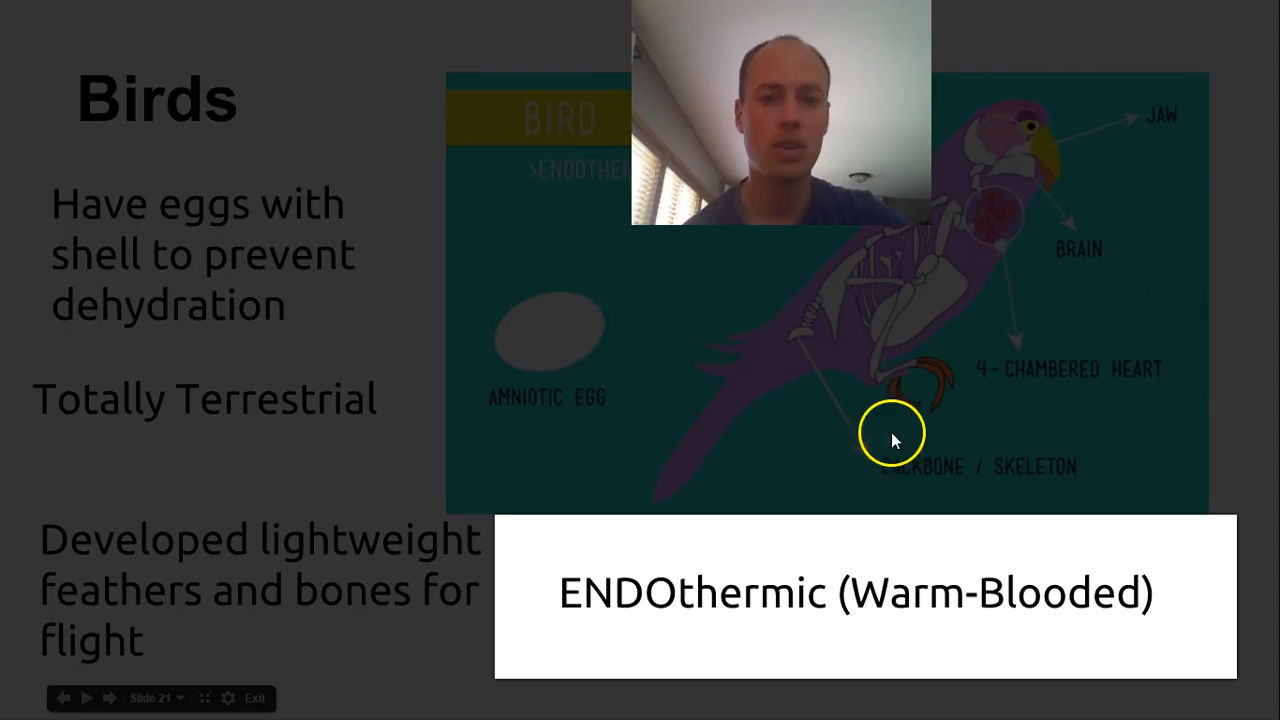 Birds
Have eggs with
shell to prevent
dehydration
Totally Terrestrial
Developed lightweight
feathers and bones for
flight
BIRD
JAW
BRAIN
4 - CHAMBERED HEART
AMNIOTIC EGG
/ SKELETON
ENDOthermic (Warm-Blooded)
Slide 21
Exit